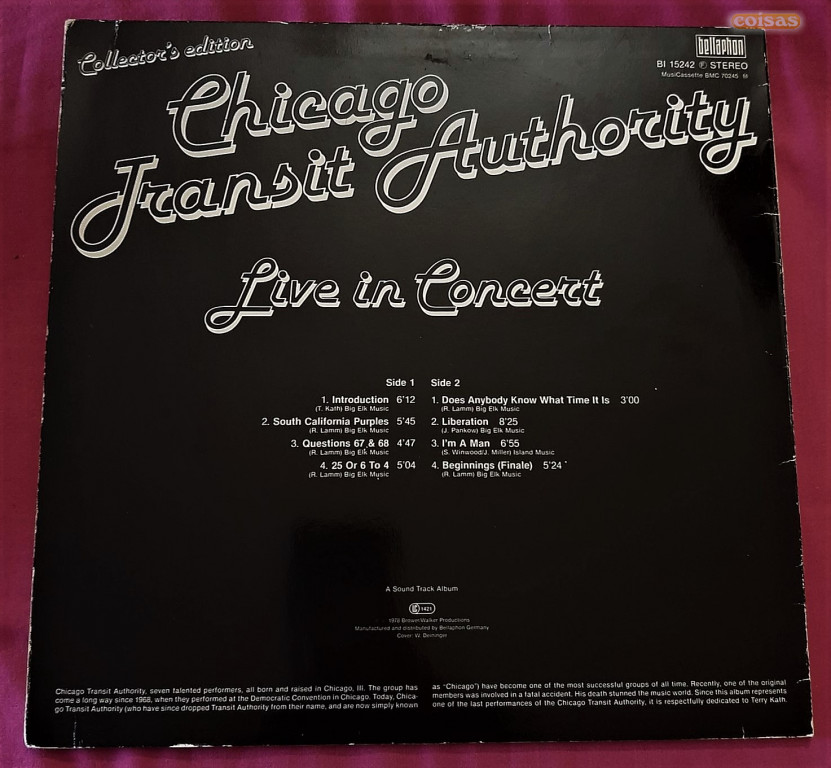 coisas
Collector's edition
bellaphon
BI 15242 Ⓟ STEREO
MusiCassette BMC 70245
Chicago
Transit Authority
Live in Concert
Side 1
1. Introduction 6'12
(T. Kath) Big Elk Music
2. South California Purples 5'45
(R. Lamm) Big Elk Music
3. Questions 67 & 68 4'47
(R. Lamm) Big Elk Music
4. 25 Or 6 To 4 5'04
(R. Lamm) Big Elk Music
Side 2
1. Does Anybody Know What Time It Is 3'00
(R. Lamm) Big Elk Music
2. Liberation 8'25
(J. Pankow) Big Elk Music
3. I'm A Man 6'55
(S. Winwood/J. Miller) Island Music
4. Beginnings (Finale) 5'24
(R. Lamm) Big Elk Music
A Sound Track Album
LC 1421
1978 BrowerWalker Productions
Manufactured and distributed by Bellaphon Germany
Cover: W. Deininger
Chicago Transit Authority, seven talented performers, all born and raised in Chicago, Ill. The group has
come a long way since 1968, when they performed at the Democratic Convention in Chicago. Today, Chica-
go Transit Authority (who have since dropped Transit Authority from their name, and are now simply known
as "Chicago") have become one of the most successful groups of all time. Recently, one of the original
members was involved in a fatal accident. His death stunned the music world. Since this album represents
one of the last performances of the Chicago Transit Authority, it is respectfully dedicated to Terry Kath.